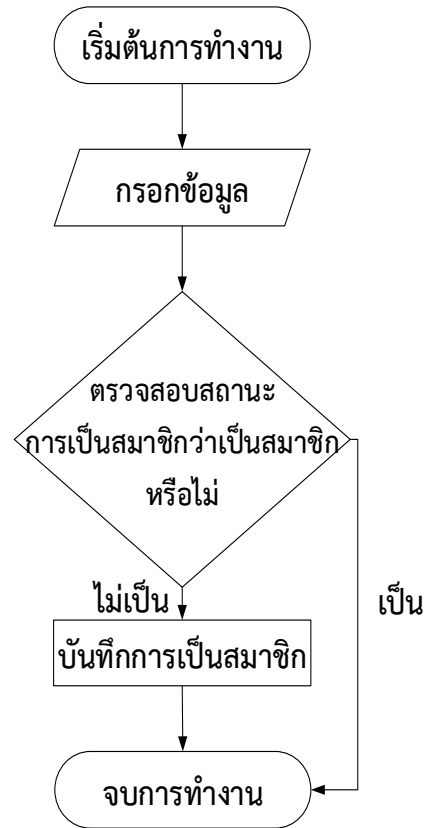 เริ่มต้นการทำงาน
กรอกข้อมูล
ตรวจสอบสถานะ
การเป็นสมาชิกว่าเป็นสมาชิก
หรือไม่
ไม่เป็น
เป็น
บันทึกการเป็นสมาชิก
จบการทำงาน